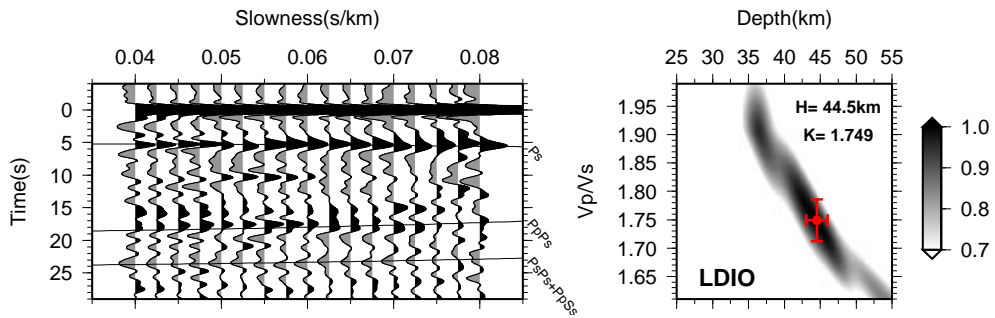 Slowness(s/km)
0.04 0.05 0.06 0.07 0.08
Time(s)
0
5
10
15
20
25
Ps
PpPs
PsPs+PpSs
Depth(km)
25 30 35 40 45 50 55
Vp/Vs
1.95
1.90
1.85
1.80
1.75
1.70
1.65
H= 44.5km
K= 1.749
LDIO
1.0
0.9
0.8
0.7